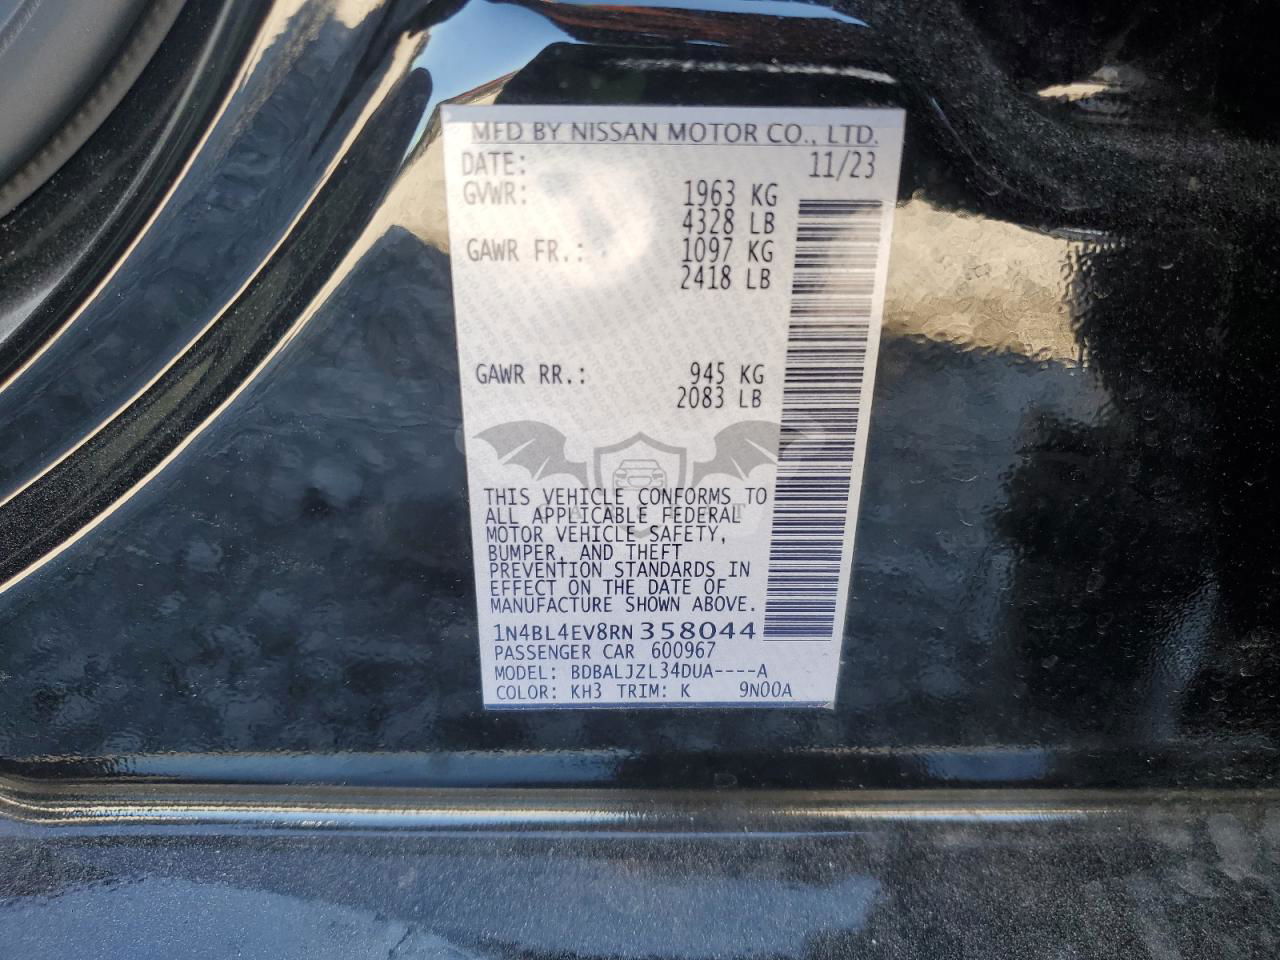 MFD BY NISSAN MOTOR CO., LTD.
DATE: 11/23
GVWR: 1963 KG
4328 LB
GAWR FR.: 1097 KG
2418 LB
GAWR RR.: 945 KG
2083 LB
THIS VEHICLE CONFORMS TO
ALL APPLICABLE FEDERAL
MOTOR VEHICLE SAFETY,
BUMPER, AND THEFT
PREVENTION STANDARDS IN
EFFECT ON THE DATE OF
MANUFACTURE SHOWN ABOVE.
1N4BL4EV8RN358044
PASSENGER CAR 600967
MODEL: BDBALJZL34DUA----A
COLOR: KH3 TRIM: K 9N00A